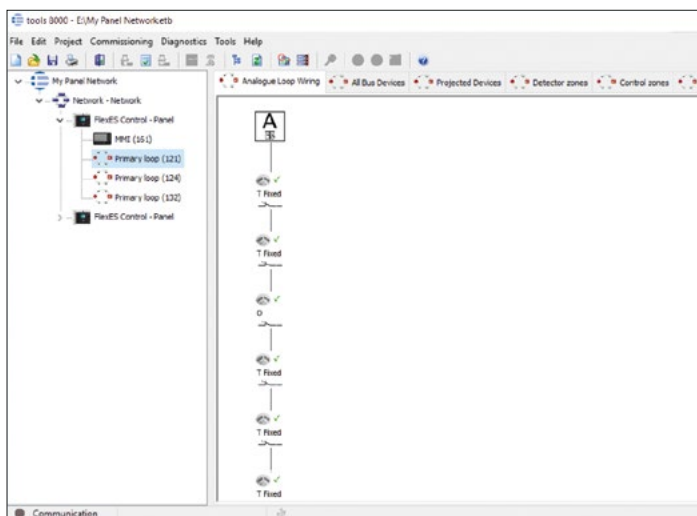 tools 8000 - E:\My Panel Network.etb
File Edit Project Commissioning Diagnostics Tools Help
My Panel Network
Network - Network
FlexES Control - Panel
MMI (161)
Primary loop (121)
Primary loop (124)
Primary loop (132)
FlexES Control - Panel
Analogue Loop Wiring All Bus Devices Projected Devices Detector zones Control zones
A
T Fixed
T Fixed
O
T Fixed
T Fixed
T Fixed
Communication